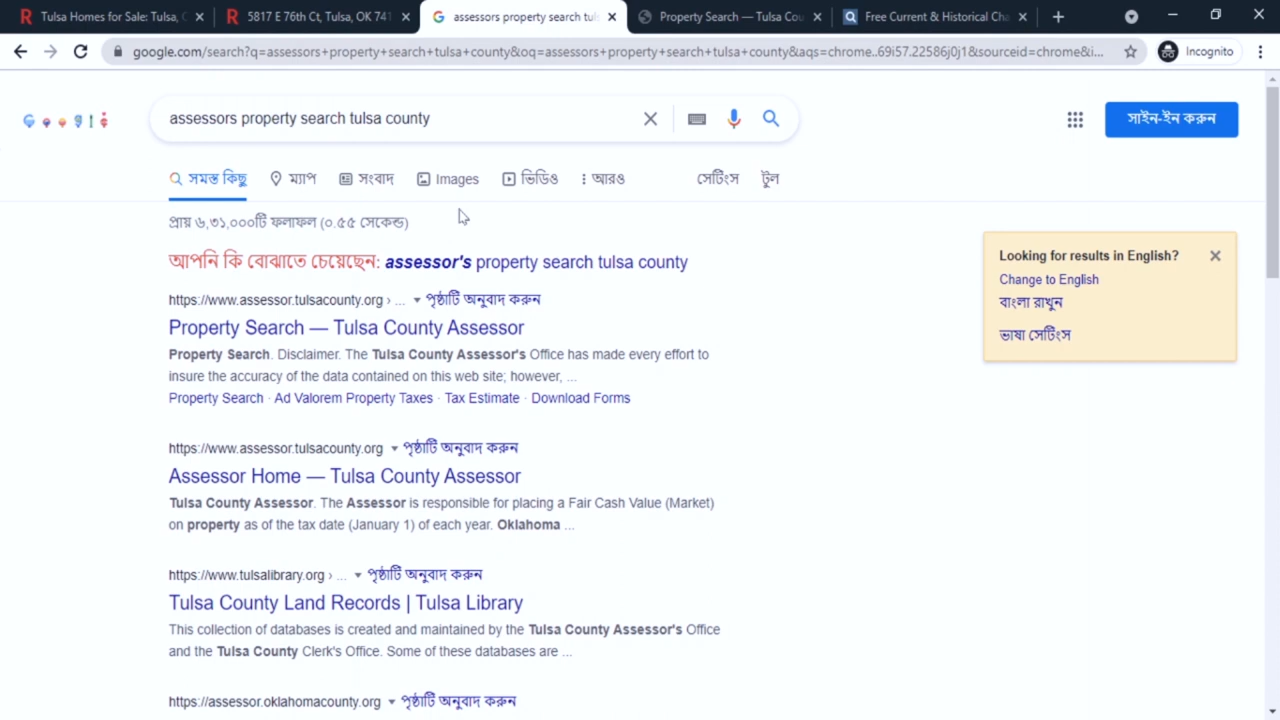 Tulsa Homes for Sale: Tulsa, C
5817 E 76th Ct, Tulsa, OK 741
assessors property search tuls
Property Search — Tulsa Cou
Free Current & Historical Cha
google.com/search?q=assessors+property+search+tulsa+county&oq=assessors+property+search+tulsa+county&aqs=chrome..69i57.22586j0j1&sourceid=chrome&i...
Incognito
assessors property search tulsa county
সাইন-ইন করুন
সমস্ত কিছু
ম্যাপ
সংবাদ
Images
ভিডিও
আরও
সেটিংস
টুল
প্রায় ৬,৩১,০০০টি ফলাফল (০.৫৫ সেকেন্ড)
আপনি কি বোঝাতে চেয়েছেন: assessor's property search tulsa county
https://www.assessor.tulsacounty.org › ... পৃষ্ঠাটি অনুবাদ করুন
Property Search — Tulsa County Assessor
Property Search. Disclaimer. The Tulsa County Assessor's Office has made every effort to
insure the accuracy of the data contained on this web site; however, ...
Property Search · Ad Valorem Property Taxes · Tax Estimate · Download Forms
https://www.assessor.tulsacounty.org পৃষ্ঠাটি অনুবাদ করুন
Assessor Home — Tulsa County Assessor
Tulsa County Assessor. The Assessor is responsible for placing a Fair Cash Value (Market)
on property as of the tax date (January 1) of each year. Oklahoma ...
https://www.tulsalibrary.org › ... পৃষ্ঠাটি অনুবাদ করুন
Tulsa County Land Records | Tulsa Library
This collection of databases is created and maintained by the Tulsa County Assessor's Office
and the Tulsa County Clerk's Office. Some of these databases are ...
https://assessor.oklahomacounty.org পৃষ্ঠাটি অনুবাদ করুন
Looking for results in English?
Change to English
বাংলা রাখুন
ভাষা সেটিংস